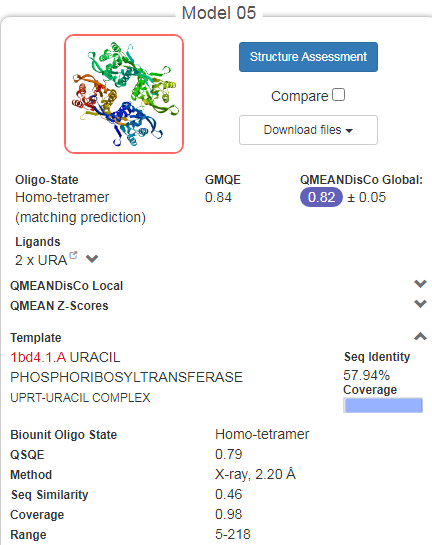 Model 05
Structure Assessment
Compare
Download files
Oligo-State
Homo-tetramer
(matching prediction)
GMQE
0.84
QMEANDisCo Global:
0.82 ± 0.05
Ligands
2 x URA
QMEANDisCo Local
QMEAN Z-Scores
Template
1bd4.1.A URACIL
PHOSPHORIBOSYLTRANSFERASE
UPRT-URACIL COMPLEX
Seq Identity
57.94%
Coverage
Biounit Oligo State Homo-tetramer
QSQE 0.79
Method X-ray, 2.20 Å
Seq Similarity 0.46
Coverage 0.98
Range 5-218